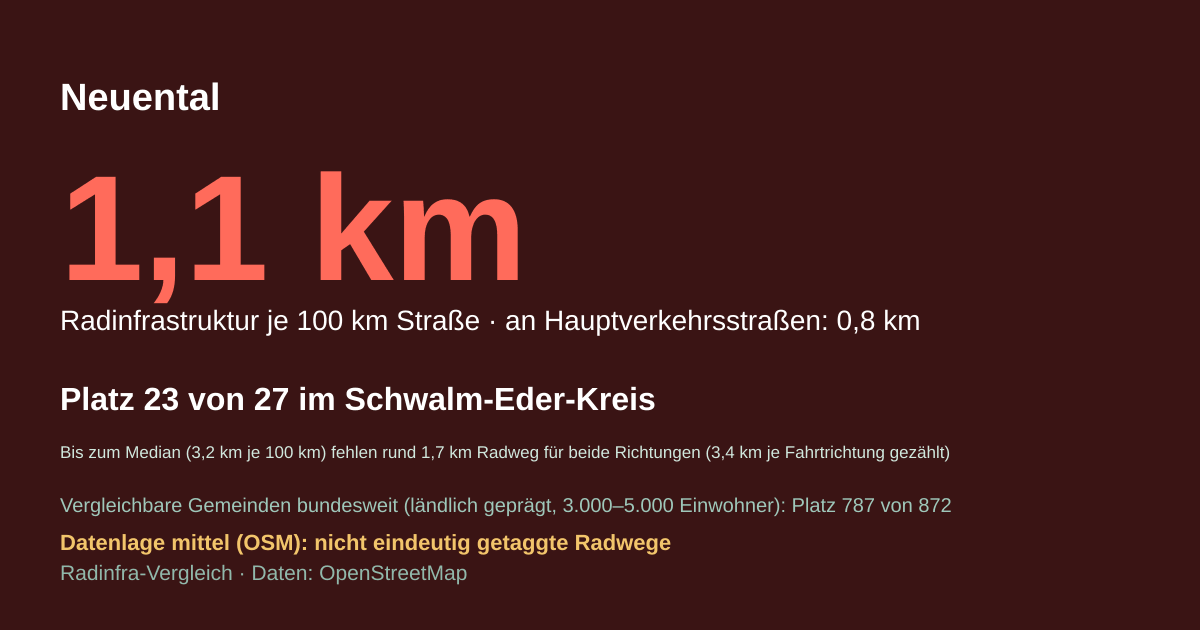 Neuental
1,1 km
Radinfrastruktur je 100 km Straße · an Hauptverkehrsstraßen: 0,8 km
Platz 23 von 27 im Schwalm-Eder-Kreis
Bis zum Median (3,2 km je 100 km) fehlen rund 1,7 km Radweg für beide Richtungen (3,4 km je Fahrtrichtung gezählt)
Vergleichbare Gemeinden bundesweit (ländlich geprägt, 3.000–5.000 Einwohner): Platz 787 von 872
Datenlage mittel (OSM): nicht eindeutig getaggte Radwege
Radinfra-Vergleich · Daten: OpenStreetMap